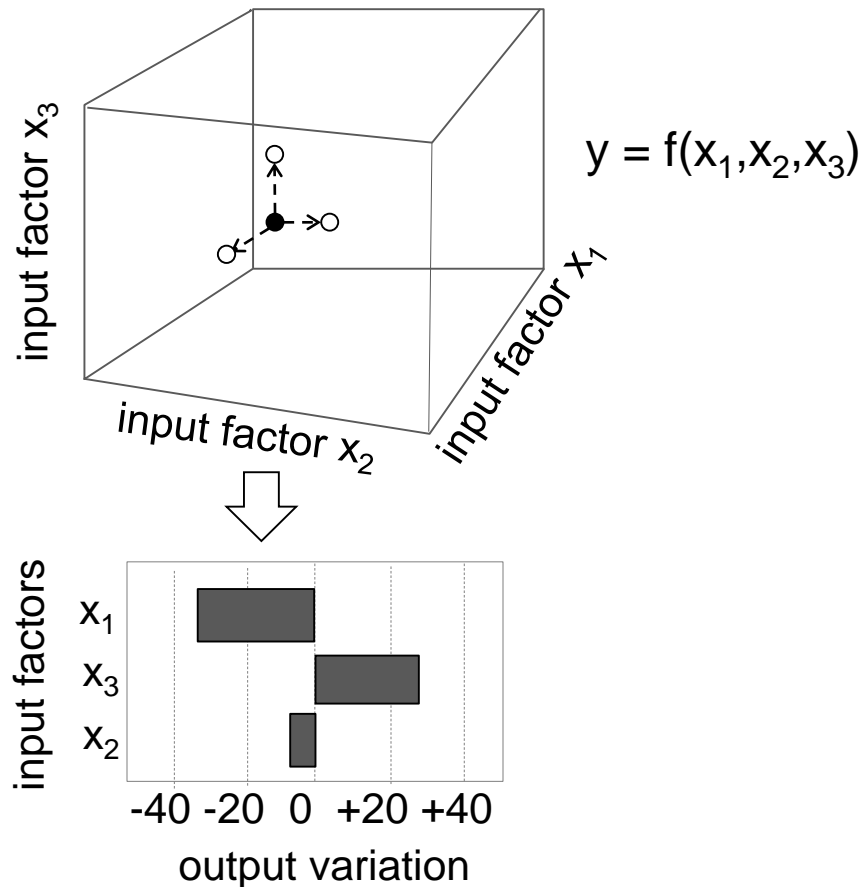 input factor x₃
y = f(x₁,x₂,x₃)
input factor x₁
input factor x₂
input factors
x₁
x₃
x₂
-40 -20 0 +20 +40
output variation